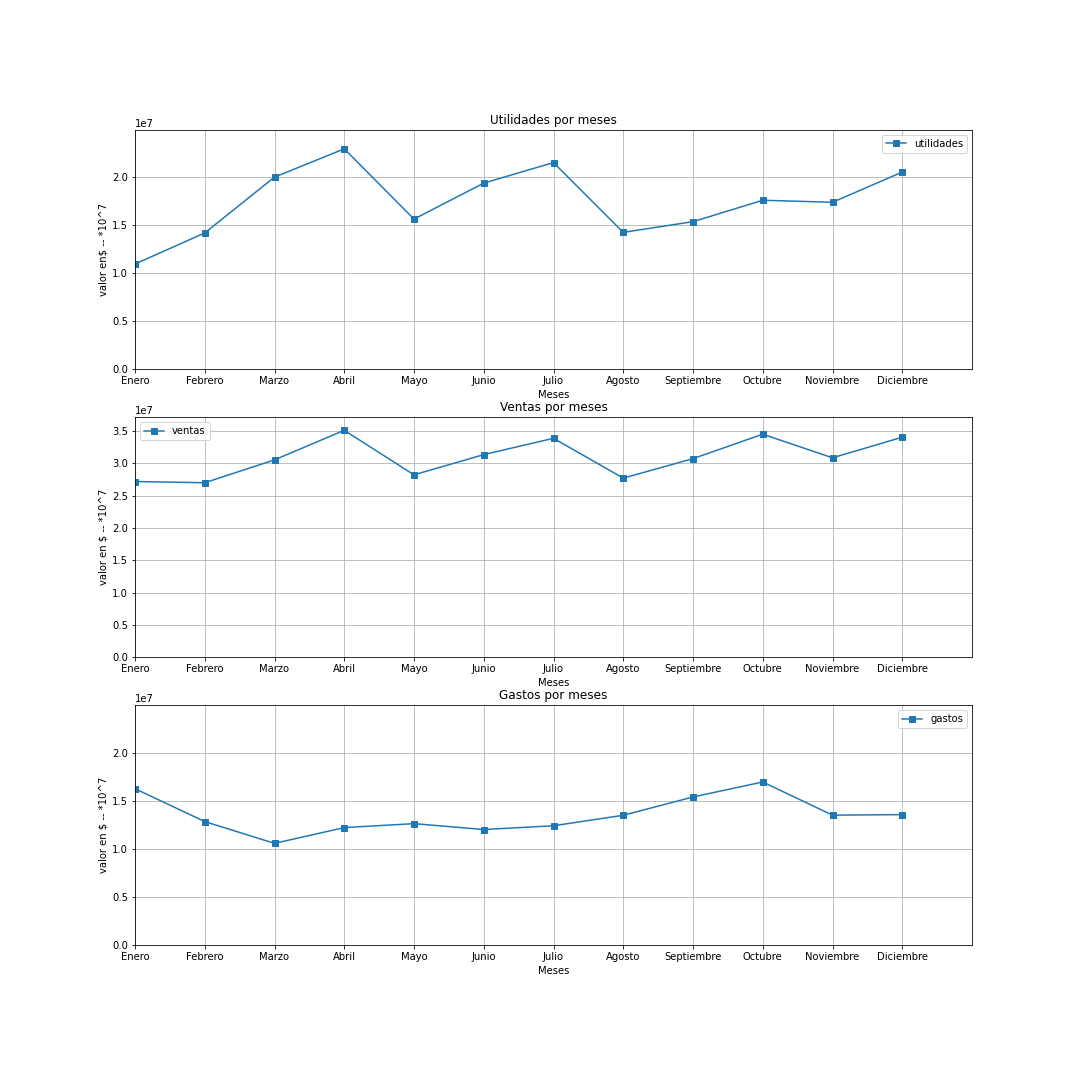 Utilidades por meses
1e7
utilidades
valor en$ -- *10^7
2.0
1.5
1.0
0.5
0.0
Enero Febrero Marzo Abril Mayo Junio Julio Agosto Septiembre Octubre Noviembre Diciembre
Meses
Ventas por meses
1e7
ventas
valor en $ -- *10^7
3.5
3.0
2.5
2.0
1.5
1.0
0.5
0.0
Enero Febrero Marzo Abril Mayo Junio Julio Agosto Septiembre Octubre Noviembre Diciembre
Meses
Gastos por meses
1e7
gastos
valor en $ -- *10^7
2.0
1.5
1.0
0.5
0.0
Enero Febrero Marzo Abril Mayo Junio Julio Agosto Septiembre Octubre Noviembre Diciembre
Meses